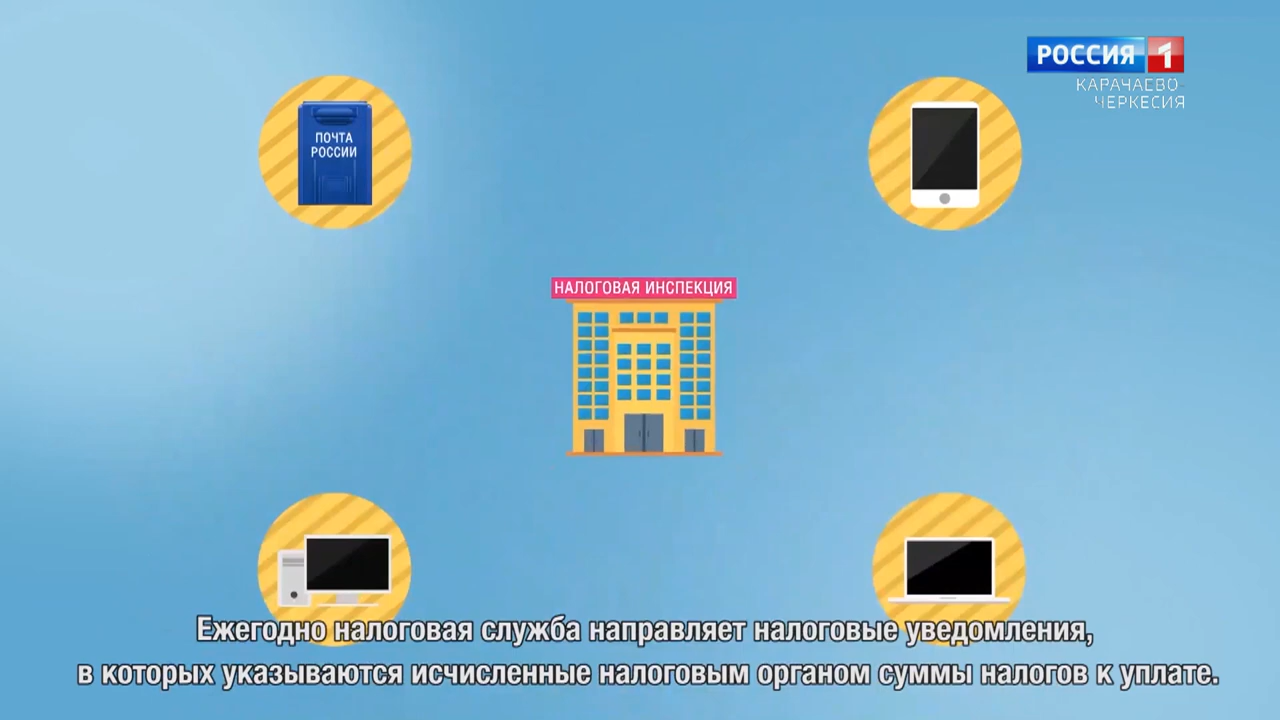 РОССИЯ 1
КАРАЧАЕВО-
ЧЕРКЕСИЯ
ПОЧТА
РОССИИ
НАЛОГОВАЯ ИНСПЕКЦИЯ
Ежегодно налоговая служба направляет налоговые уведомления,
в которых указываются исчисленные налоговым органом суммы налогов к уплате.